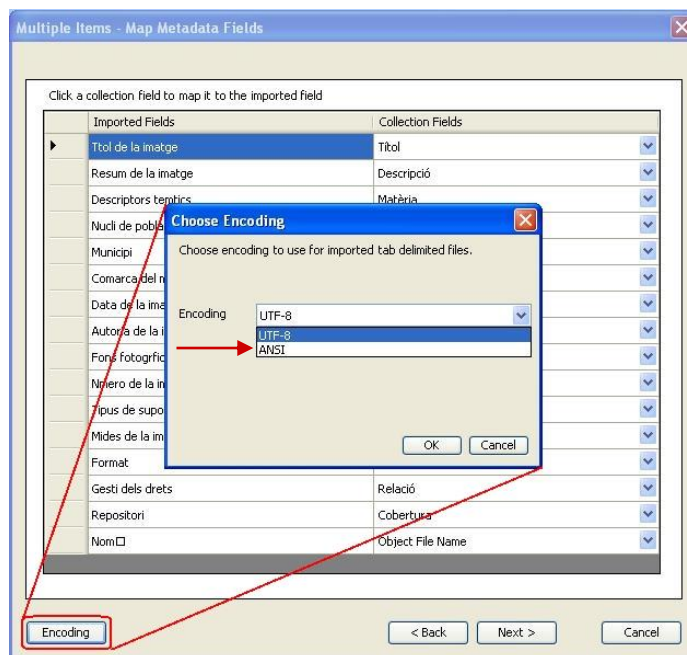 Multiple Items - Map Metadata Fields
Click a collection field to map it to the imported field
Imported Fields Collection Fields
Ttol de la imatge Títol
Resum de la imatge Descripció
Descriptors temtics Matèria
Nucli de pobla
Municipi
Comarca del m
Data de la ima
Autoria de la i
Fons fotogrfic
Nmero de la in
Tipus de supo
Mides de la im
Format
Gesti dels drets Relació
Repositori Cobertura
Nom□ Object File Name
Choose Encoding
Choose encoding to use for imported tab delimited files.
Encoding UTF-8
UTF-8
ANSI
OK Cancel
Encoding < Back Next > Cancel